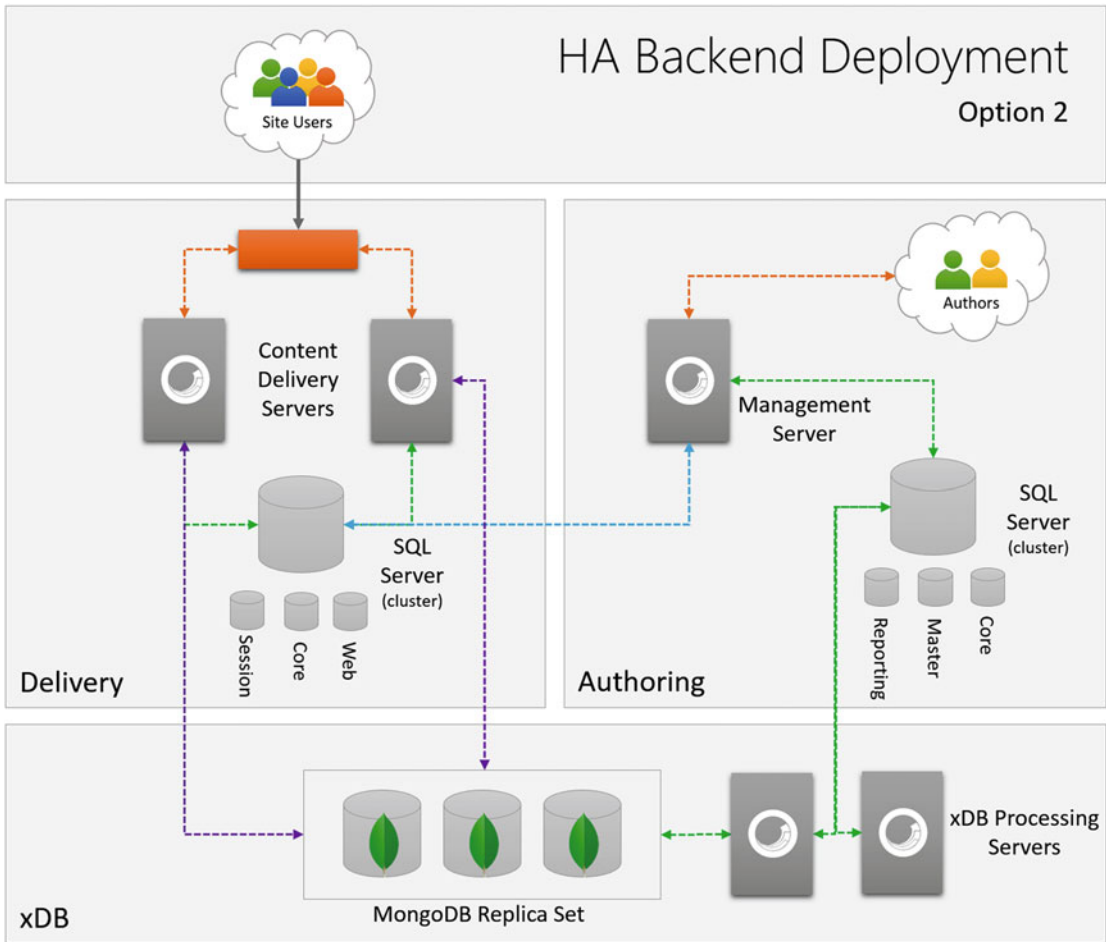 HA Backend Deployment
Option 2
Site Users
Authors
Content
Delivery
Servers
Management
Server
SQL
Server
(cluster)
Session
Core
Web
Delivery
SQL
Server
(cluster)
Reporting
Master
Core
Authoring
xDB Processing
Servers
MongoDB Replica Set
xDB